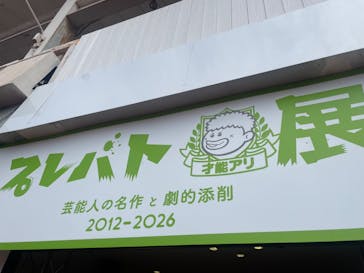 プレバト 才能アリ 展
芸能人の名作と劇的添削
2012-2026